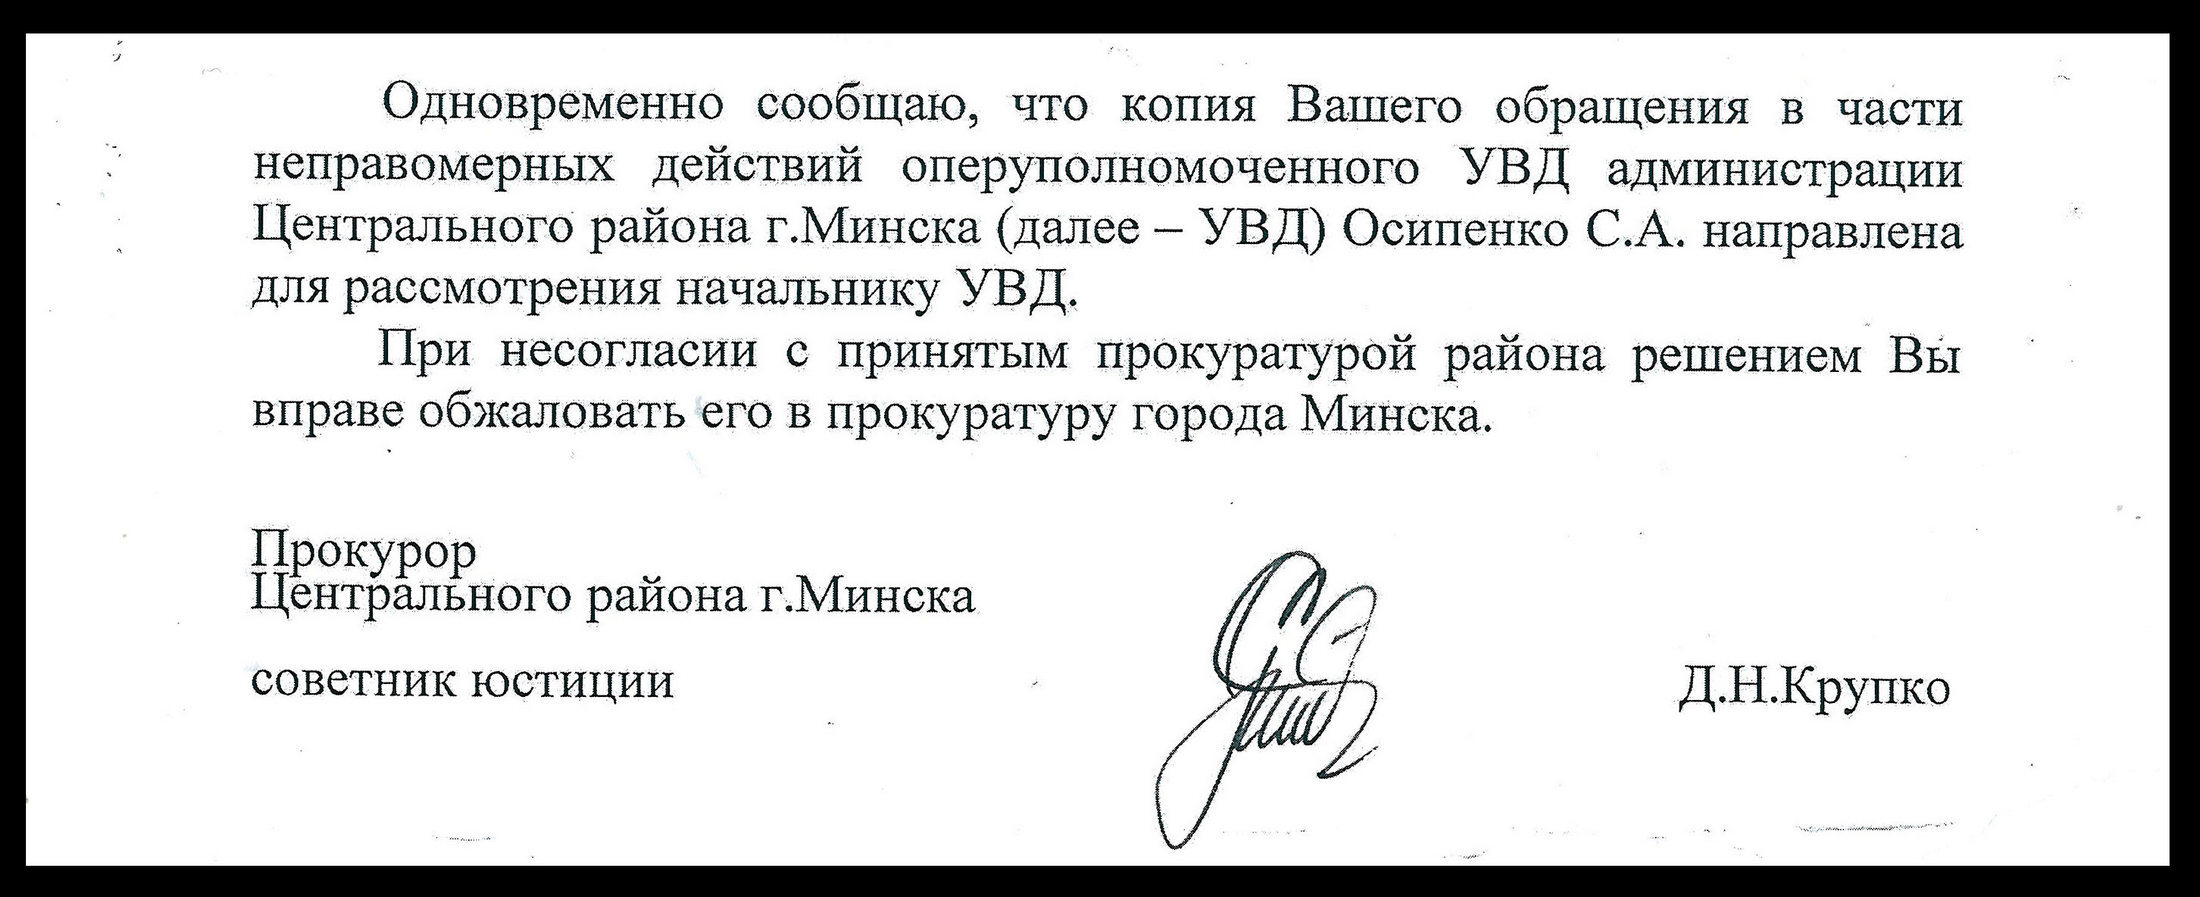 Одновременно сообщаю, что копия Вашего обращения в части
неправомерных действий оперуполномоченного УВД администрации
Центрального района г.Минска (далее – УВД) Осипенко С.А. направлена
для рассмотрения начальнику УВД.
При несогласии с принятым прокуратурой района решением Вы
вправе обжаловать его в прокуратуру города Минска.
Прокурор
Центрального района г.Минска
советник юстиции
Д.Н.Крупко